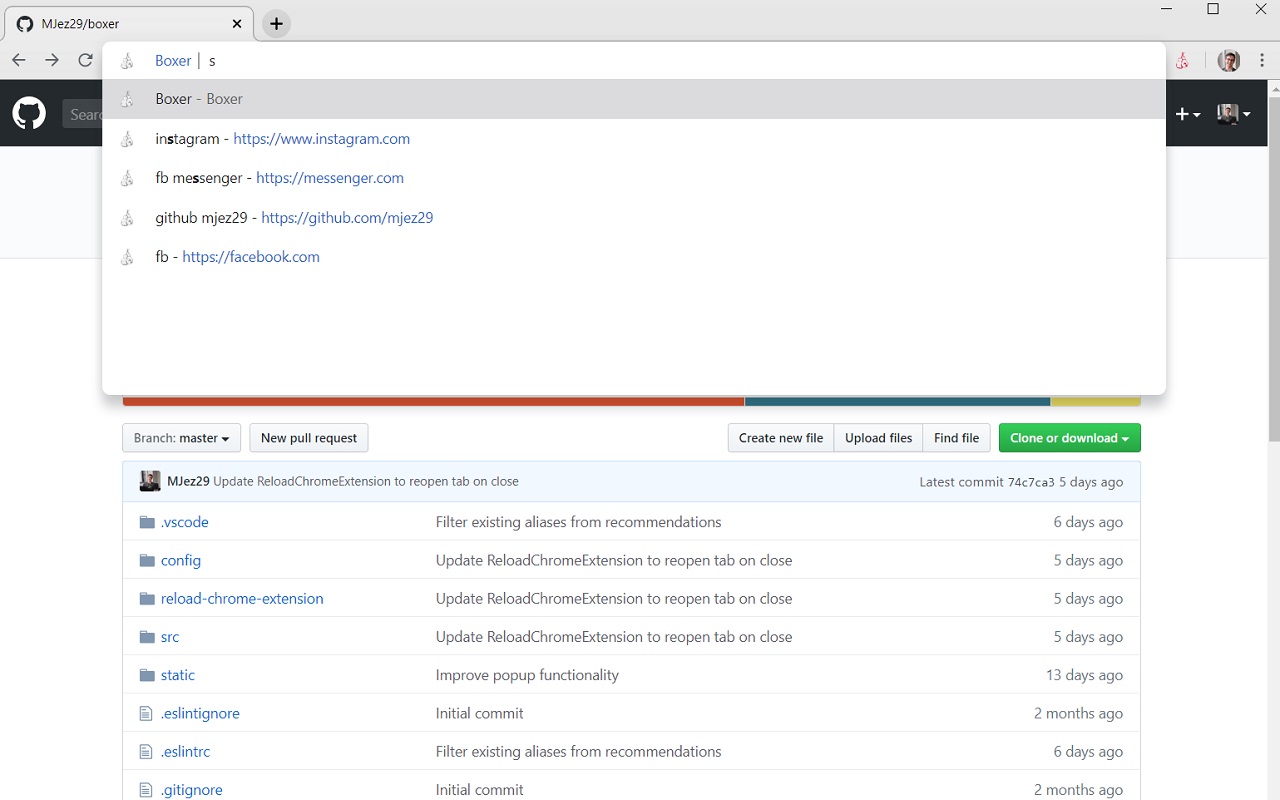 MJez29/boxer
Boxer | s
Boxer - Boxer
instagram - https://www.instagram.com
fb messenger - https://messenger.com
github mjez29 - https://github.com/mjez29
fb - https://facebook.com
Sear
Branch: master New pull request Create new file Upload files Find file Clone or download
MJez29 Update ReloadChromeExtension to reopen tab on close Latest commit 74c7ca3 5 days ago
.vscode Filter existing aliases from recommendations 6 days ago
config Update ReloadChromeExtension to reopen tab on close 5 days ago
reload-chrome-extension Update ReloadChromeExtension to reopen tab on close 5 days ago
src Update ReloadChromeExtension to reopen tab on close 5 days ago
static Improve popup functionality 13 days ago
.eslintignore Initial commit 2 months ago
.eslintrc Filter existing aliases from recommendations 6 days ago
.gitignore Initial commit 2 months ago